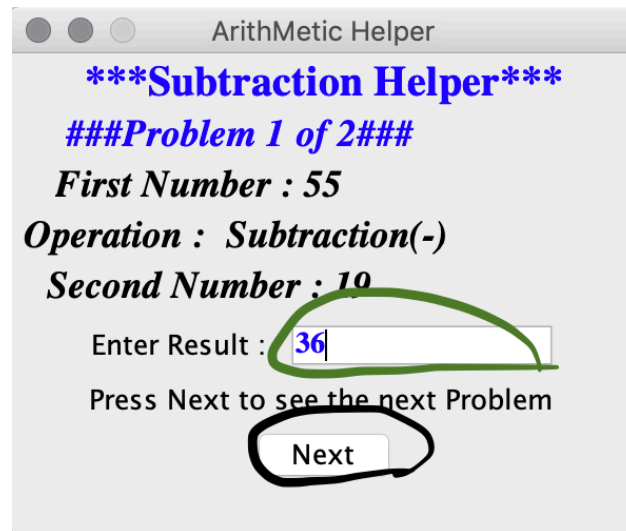 ArithMetic Helper
***Subtraction Helper***
###Problem 1 of 2###
First Number : 55
Operation : Subtraction(-)
Second Number : 19
Enter Result : 36
Press Next to see the next Problem
Next